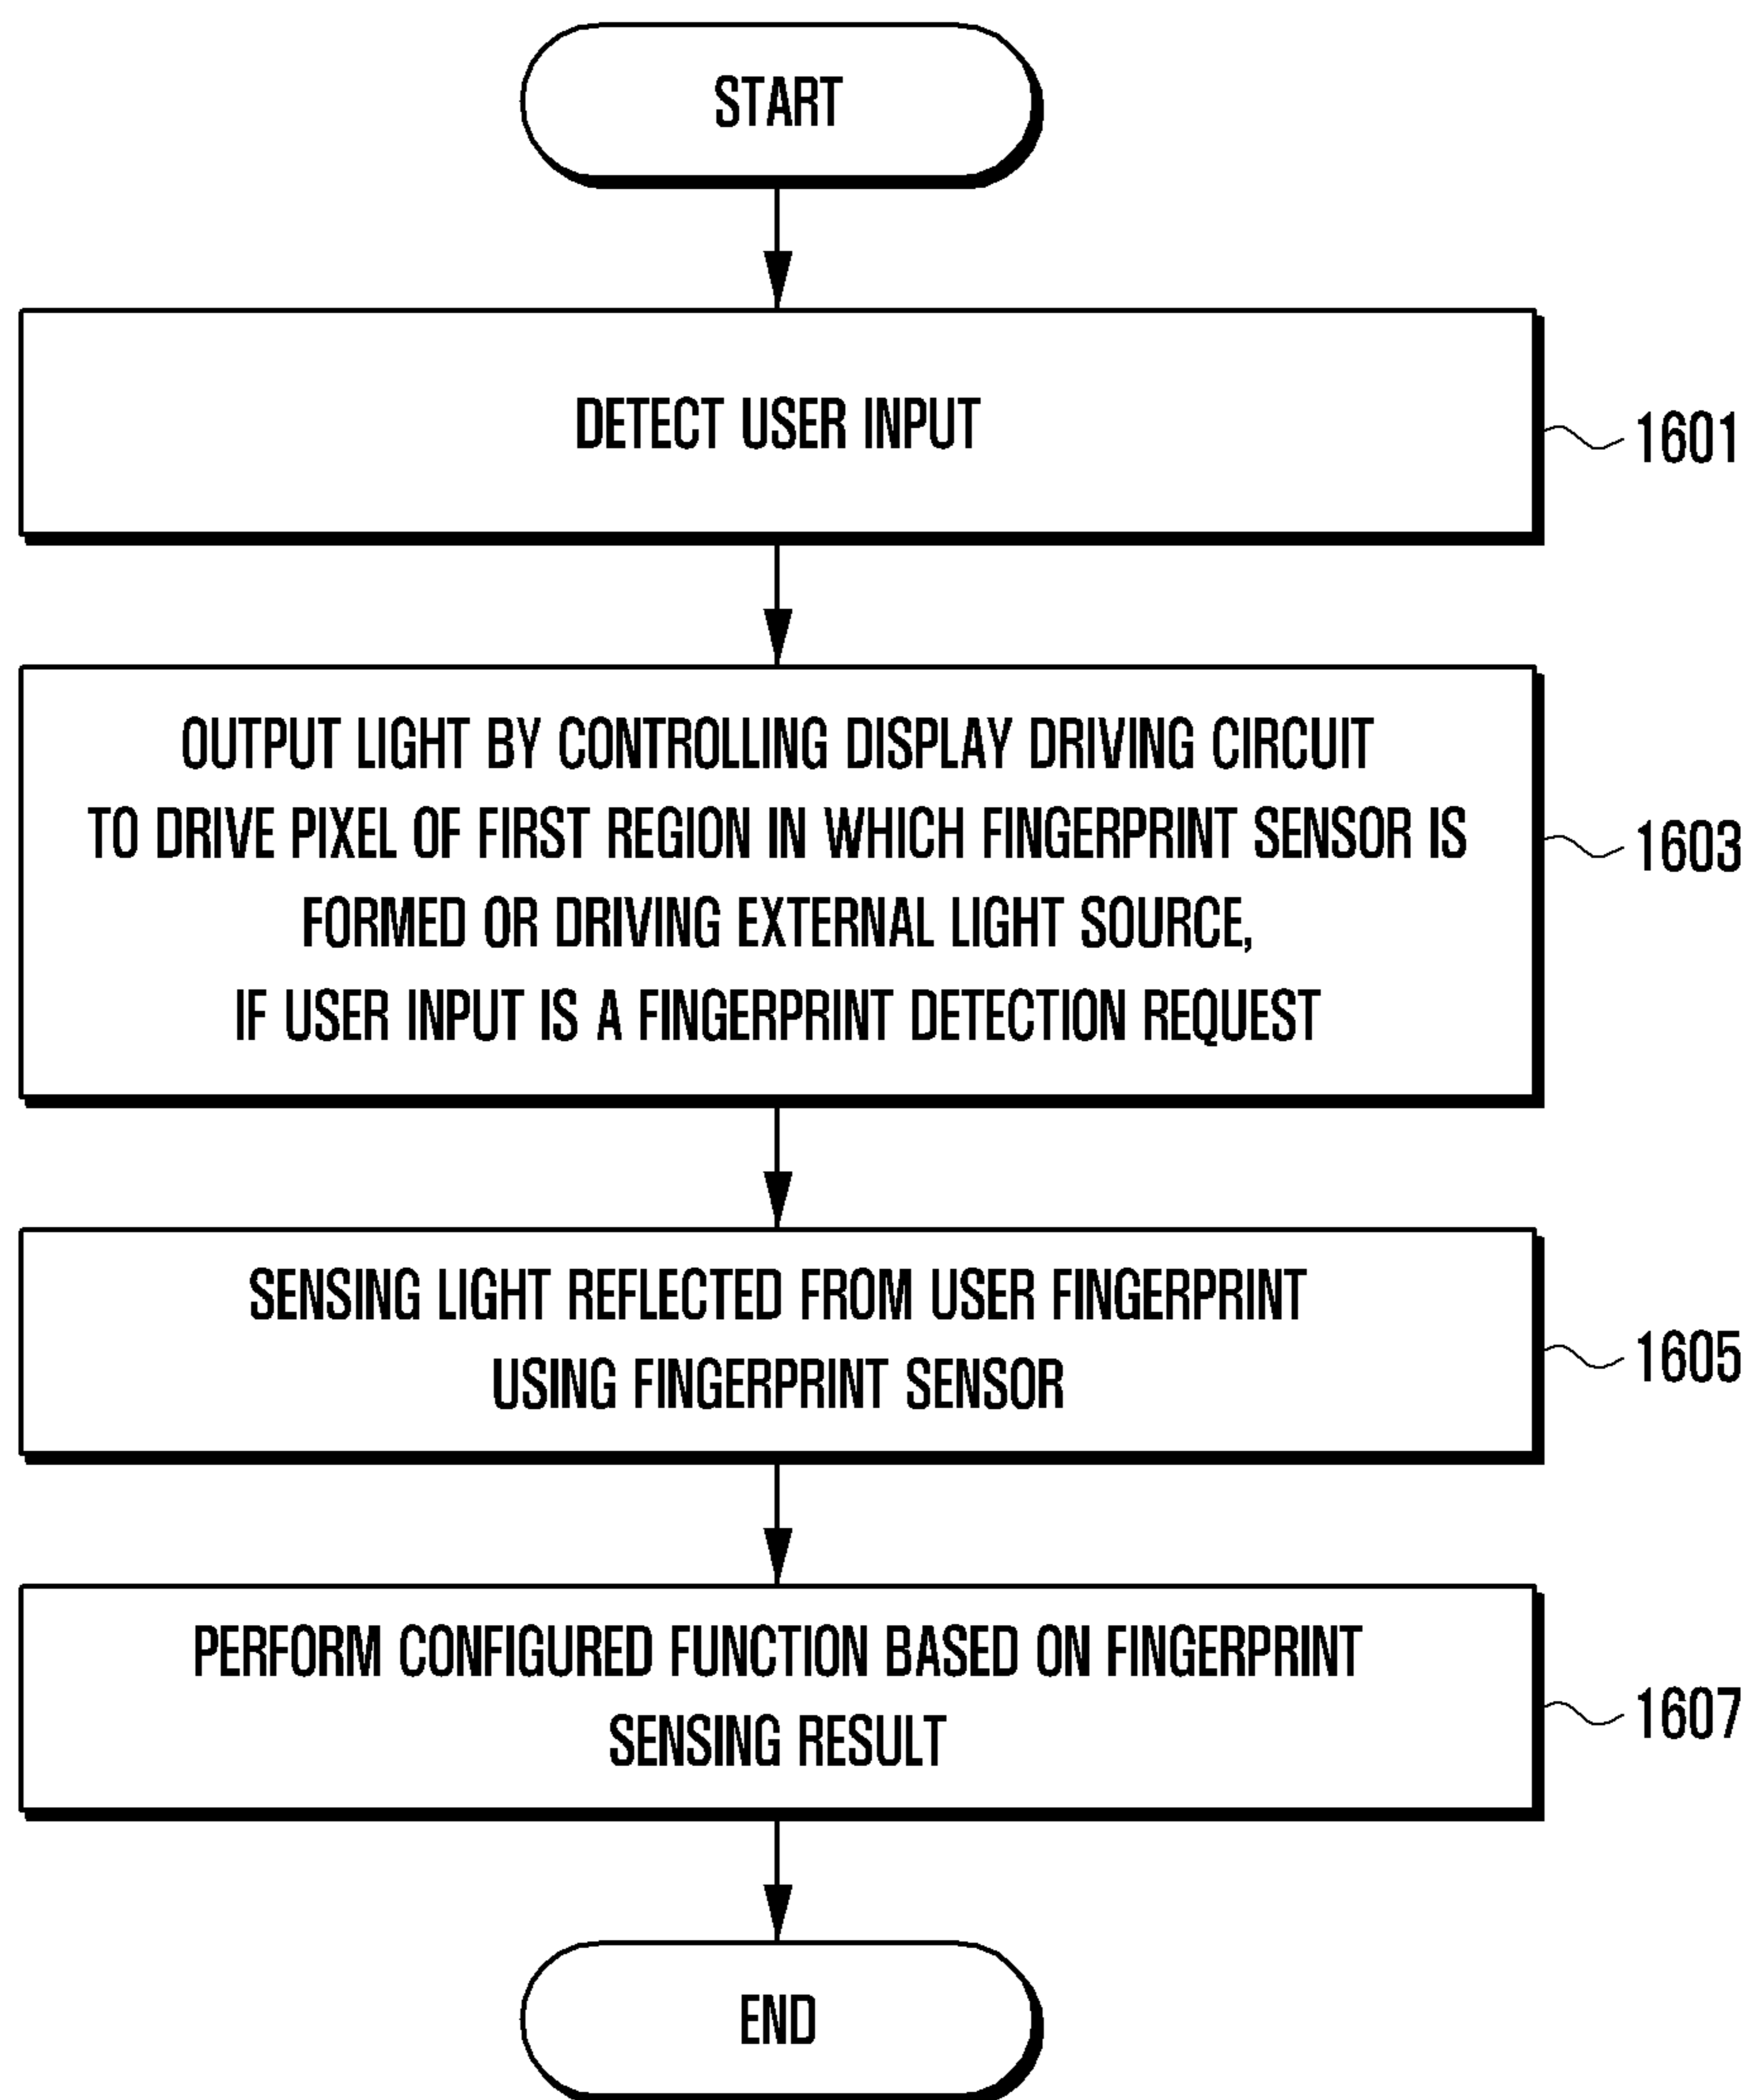 START
DETECT USER INPUT
1601
OUTPUT LIGHT BY CONTROLLING DISPLAY DRIVING CIRCUIT
TO DRIVE PIXEL OF FIRST REGION IN WHICH FINGERPRINT SENSOR IS
FORMED OR DRIVING EXTERNAL LIGHT SOURCE,
IF USER INPUT IS A FINGERPRINT DETECTION REQUEST
1603
SENSING LIGHT REFLECTED FROM USER FINGERPRINT
USING FINGERPRINT SENSOR
1605
PERFORM CONFIGURED FUNCTION BASED ON FINGERPRINT
SENSING RESULT
1607
END